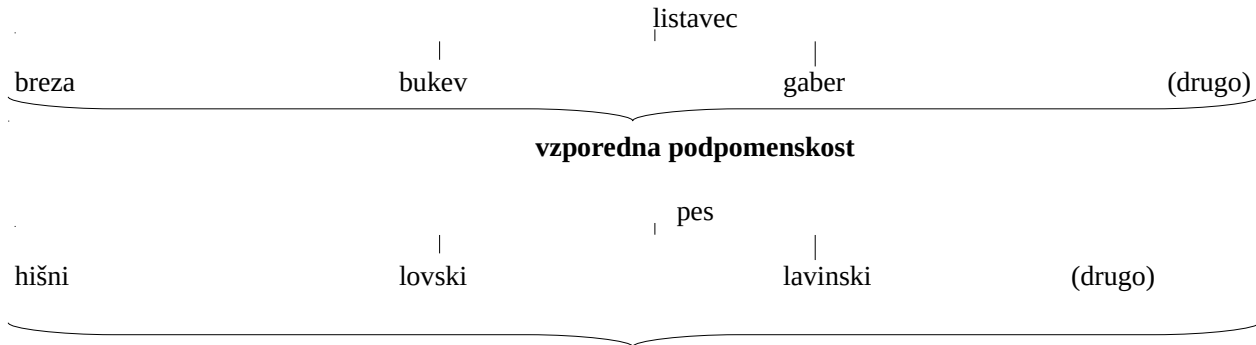 listavec
breza bukev gaber (drugo)
vzporedna podpomenskost
pes
hišni lovski lavinski (drugo)